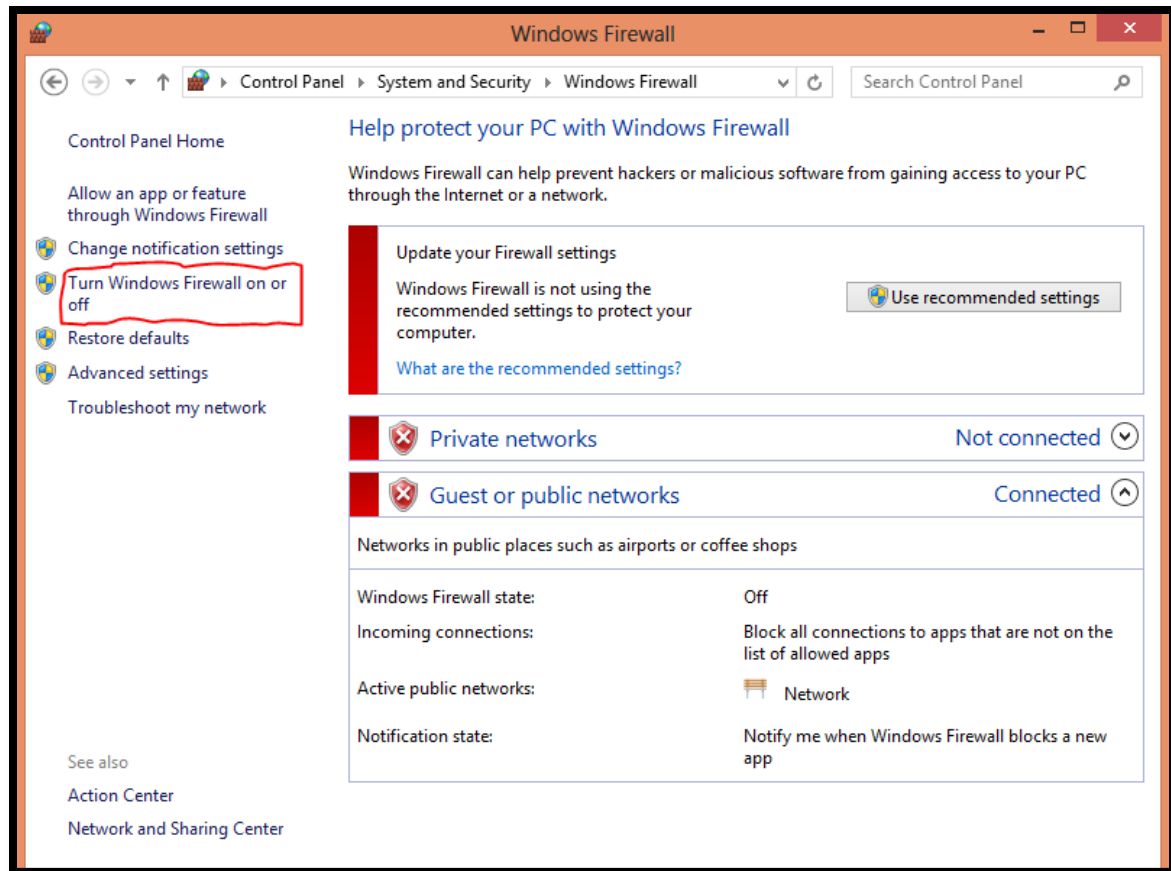 Windows Firewall
Control Panel
System and Security
Windows Firewall
Search Control Panel
Control Panel Home
Allow an app or feature
through Windows Firewall
Change notification settings
Turn Windows Firewall on or
off
Restore defaults
Advanced settings
Troubleshoot my network
See also
Action Center
Network and Sharing Center
Help protect your PC with Windows Firewall
Windows Firewall can help prevent hackers or malicious software from gaining access to your PC
through the Internet or a network.
Update your Firewall settings
Windows Firewall is not using the
recommended settings to protect your
computer.
What are the recommended settings?
Use recommended settings
Private networks
Not connected
Guest or public networks
Connected
Networks in public places such as airports or coffee shops
Windows Firewall state:
Off
Incoming connections:
Block all connections to apps that are not on the
list of allowed apps
Active public networks:
Network
Notification state:
Notify me when Windows Firewall blocks a new
app